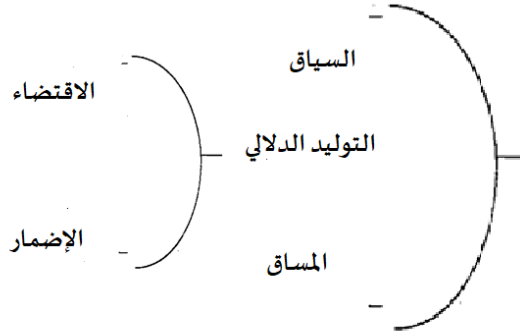 السياق
التوليد الدلالي
المساق
الاقتضاء
الإضمار